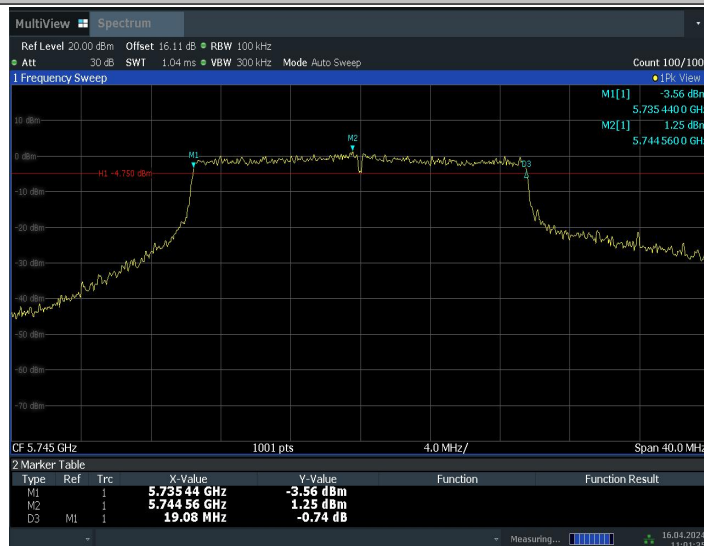 MultiView Spectrum
Ref Level 20.00 dBm Offset 16.11 dB RBW 100 kHz
Att 30 dB SWT 1.04 ms VBW 300 kHz Mode Auto Sweep Count 100/100
1 Frequency Sweep 1Pk View
M1[1] -3.56 dBm
5.735 440 0 GHz
M2[1] 1.25 dBm
5.744 560 0 GHz
10 dBm
M2
0 dBm
M1
D3
H1 -4.750 dBm
-10 dBm
-20 dBm
-30 dBm
-40 dBm
-50 dBm
-60 dBm
-70 dBm
CF 5.745 GHz 1001 pts 4.0 MHz/ Span 40.0 MHz
2 Marker Table
Type Ref Trc X-Value Y-Value Function Function Result
M1 1 5.735 44 GHz -3.56 dBm
M2 1 5.744 56 GHz 1.25 dBm
D3 M1 1 19.08 MHz -0.74 dB
Measuring... 16.04.2024
11:01:35